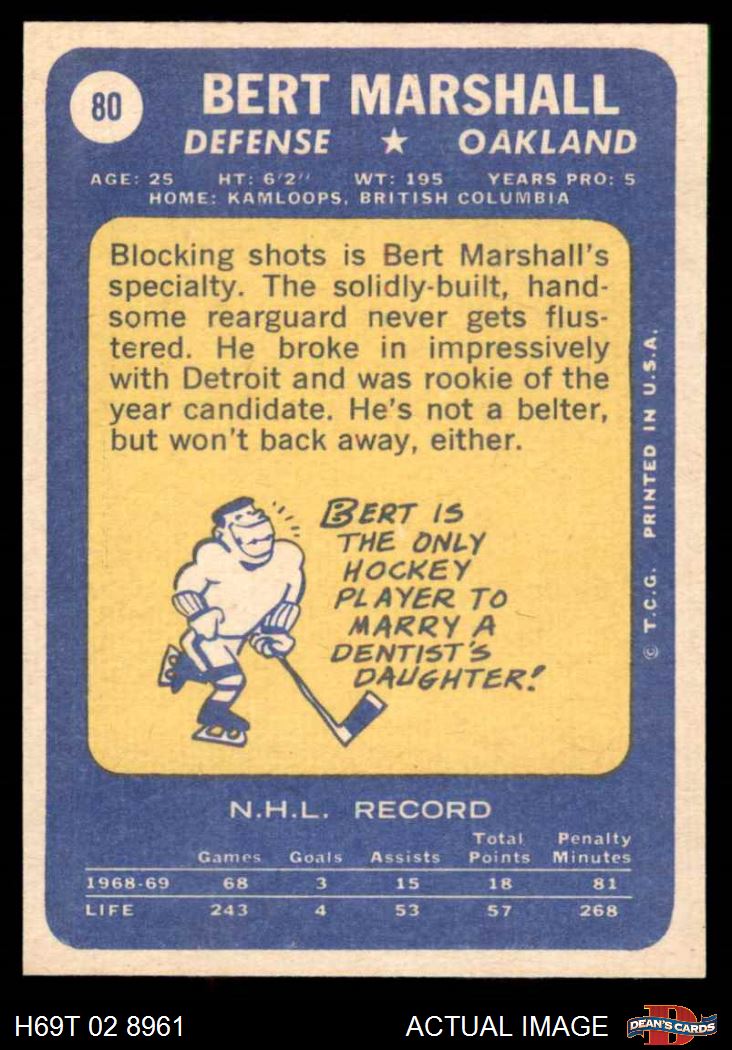 80
BERT MARSHALL
DEFENSE ★ OAKLAND
AGE: 25 HT: 6'2" WT: 195 YEARS PRO: 5
HOME: KAMLOOPS, BRITISH COLUMBIA
Blocking shots is Bert Marshall's
specialty. The solidly-built, hand-
some rearguard never gets flus-
tered. He broke in impressively
with Detroit and was rookie of the
year candidate. He's not a belter,
but won't back away, either.
BERT IS
THE ONLY
HOCKEY
PLAYER TO
MARRY A
DENTIST'S
DAUGHTER!
© T.C.G. PRINTED IN U.S.A.
N.H.L. RECORD
Total Penalty
Games Goals Assists Points Minutes
1968-69 68 3 15 18 81
LIFE 243 4 53 57 268
H69T 02 8961 ACTUAL IMAGE
D
DEAN'S CARDS